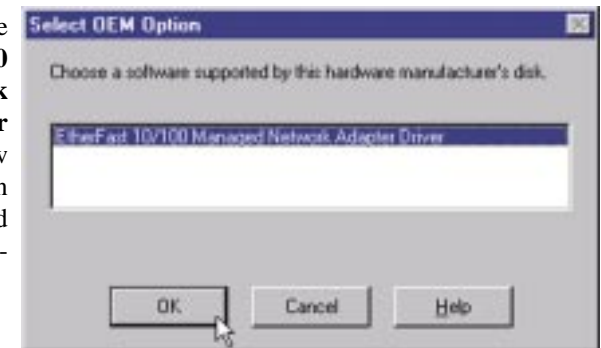 e
0
k
r
v
n
d
-
Select OEM Option
Choose a software supported by this hardware manufacturer's disk.
EtherFast 10/100 Managed Network Adapter Driver
OK
Cancel
Help